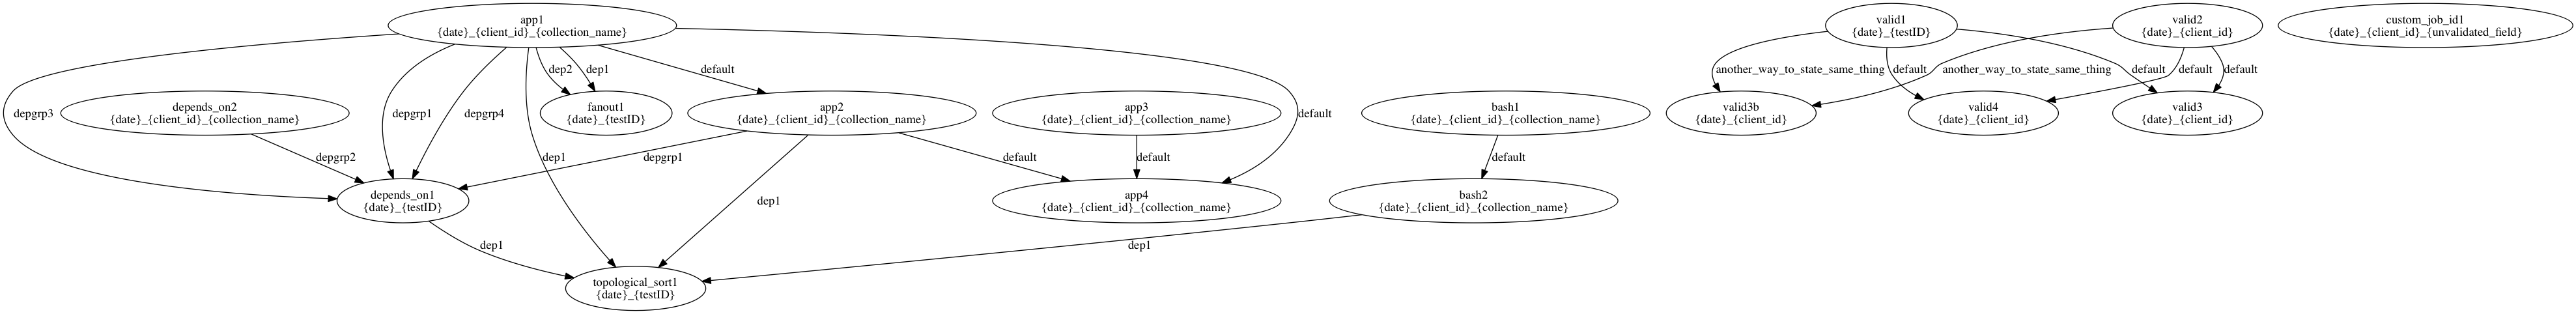 app1
{date}_{client_id}_{collection_name}
valid1
{date}_{testID}
valid2
{date}_{client_id}
custom_job_id1
{date}_{client_id}_{unvalidated_field}
dep2
dep1
default
another_way_to_state_same_thing
default
another_way_to_state_same_thing
default
default
default
depgrp3
depends_on2
{date}_{client_id}_{collection_name}
depgrp1
depgrp4
fanout1
{date}_{testID}
app2
{date}_{client_id}_{collection_name}
app3
{date}_{client_id}_{collection_name}
default
bash1
{date}_{client_id}_{collection_name}
valid3b
{date}_{client_id}
valid4
{date}_{client_id}
valid3
{date}_{client_id}
depgrp2
dep1
depgrp1
default
default
default
depends_on1
{date}_{testID}
dep1
app4
{date}_{client_id}_{collection_name}
bash2
{date}_{client_id}_{collection_name}
dep1
dep1
topological_sort1
{date}_{testID}